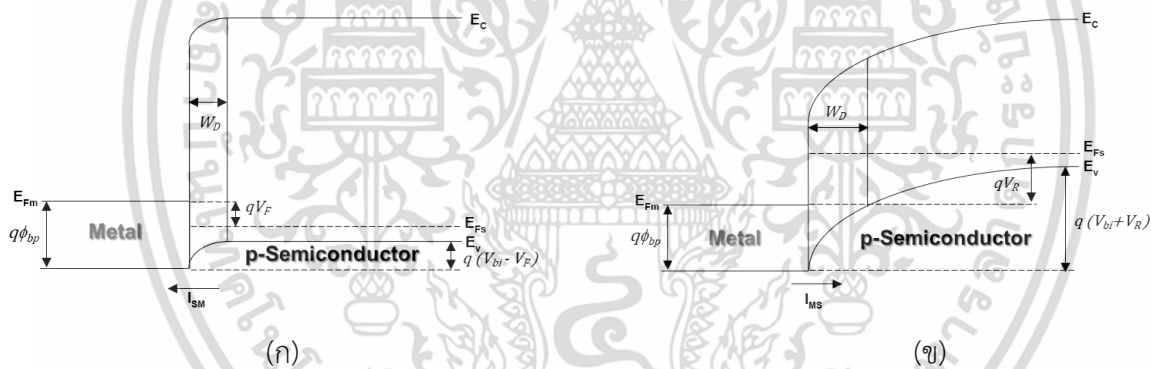 E_C
W_D
E_Fm
qV_F
E_Fs
qϕ_bp
Metal
E_v
p-Semiconductor
q (V_bi - V_F)
I_SM
(ก)
E_C
W_D
E_Fs
E_v
qV_R
E_Fm
qϕ_bp
Metal
p-Semiconductor
q (V_bi+V_R)
I_MS
(ข)